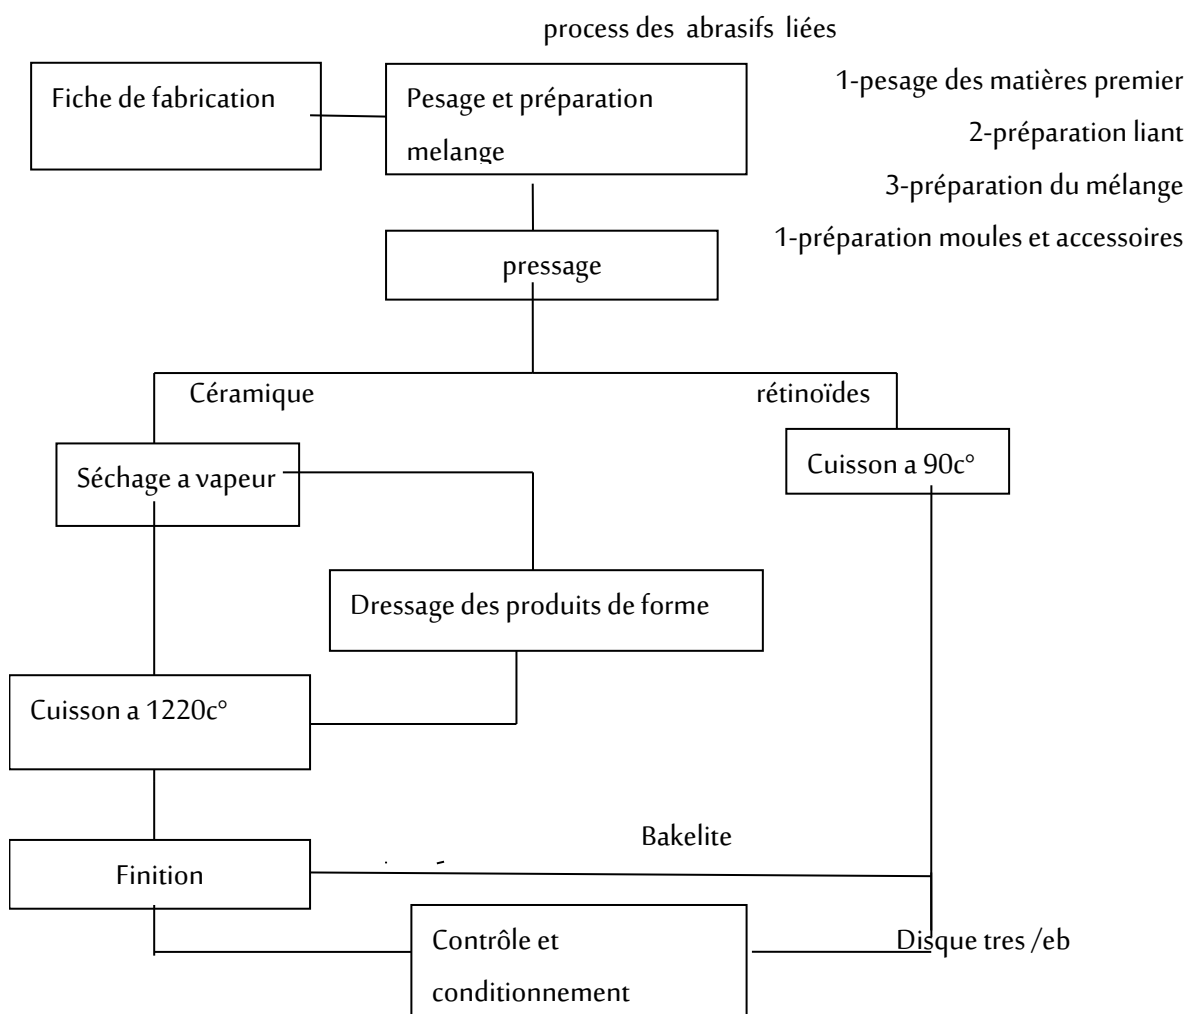 process des abrasifs liées
Fiche de fabrication
Pesage et préparation
melange
1-pesage des matières premier
2-préparation liant
3-préparation du mélange
1-préparation moules et accessoires
pressage
Céramique
rétinoïdes
Séchage a vapeur
Cuisson a 90c°
Dressage des produits de forme
Cuisson a 1220c°
Bakelite
Finition
Contrôle et
conditionnement
Disque tres /eb